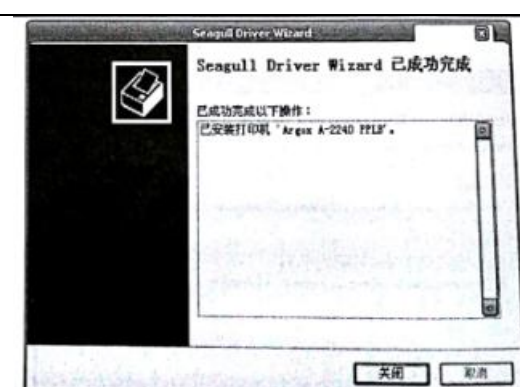 Seagull Driver Wizard
Seagull Driver Wizard 已成功完成
已成功完成以下操作：
已安装打印机 'Argox A-2240 PPLB'。
关闭
取消